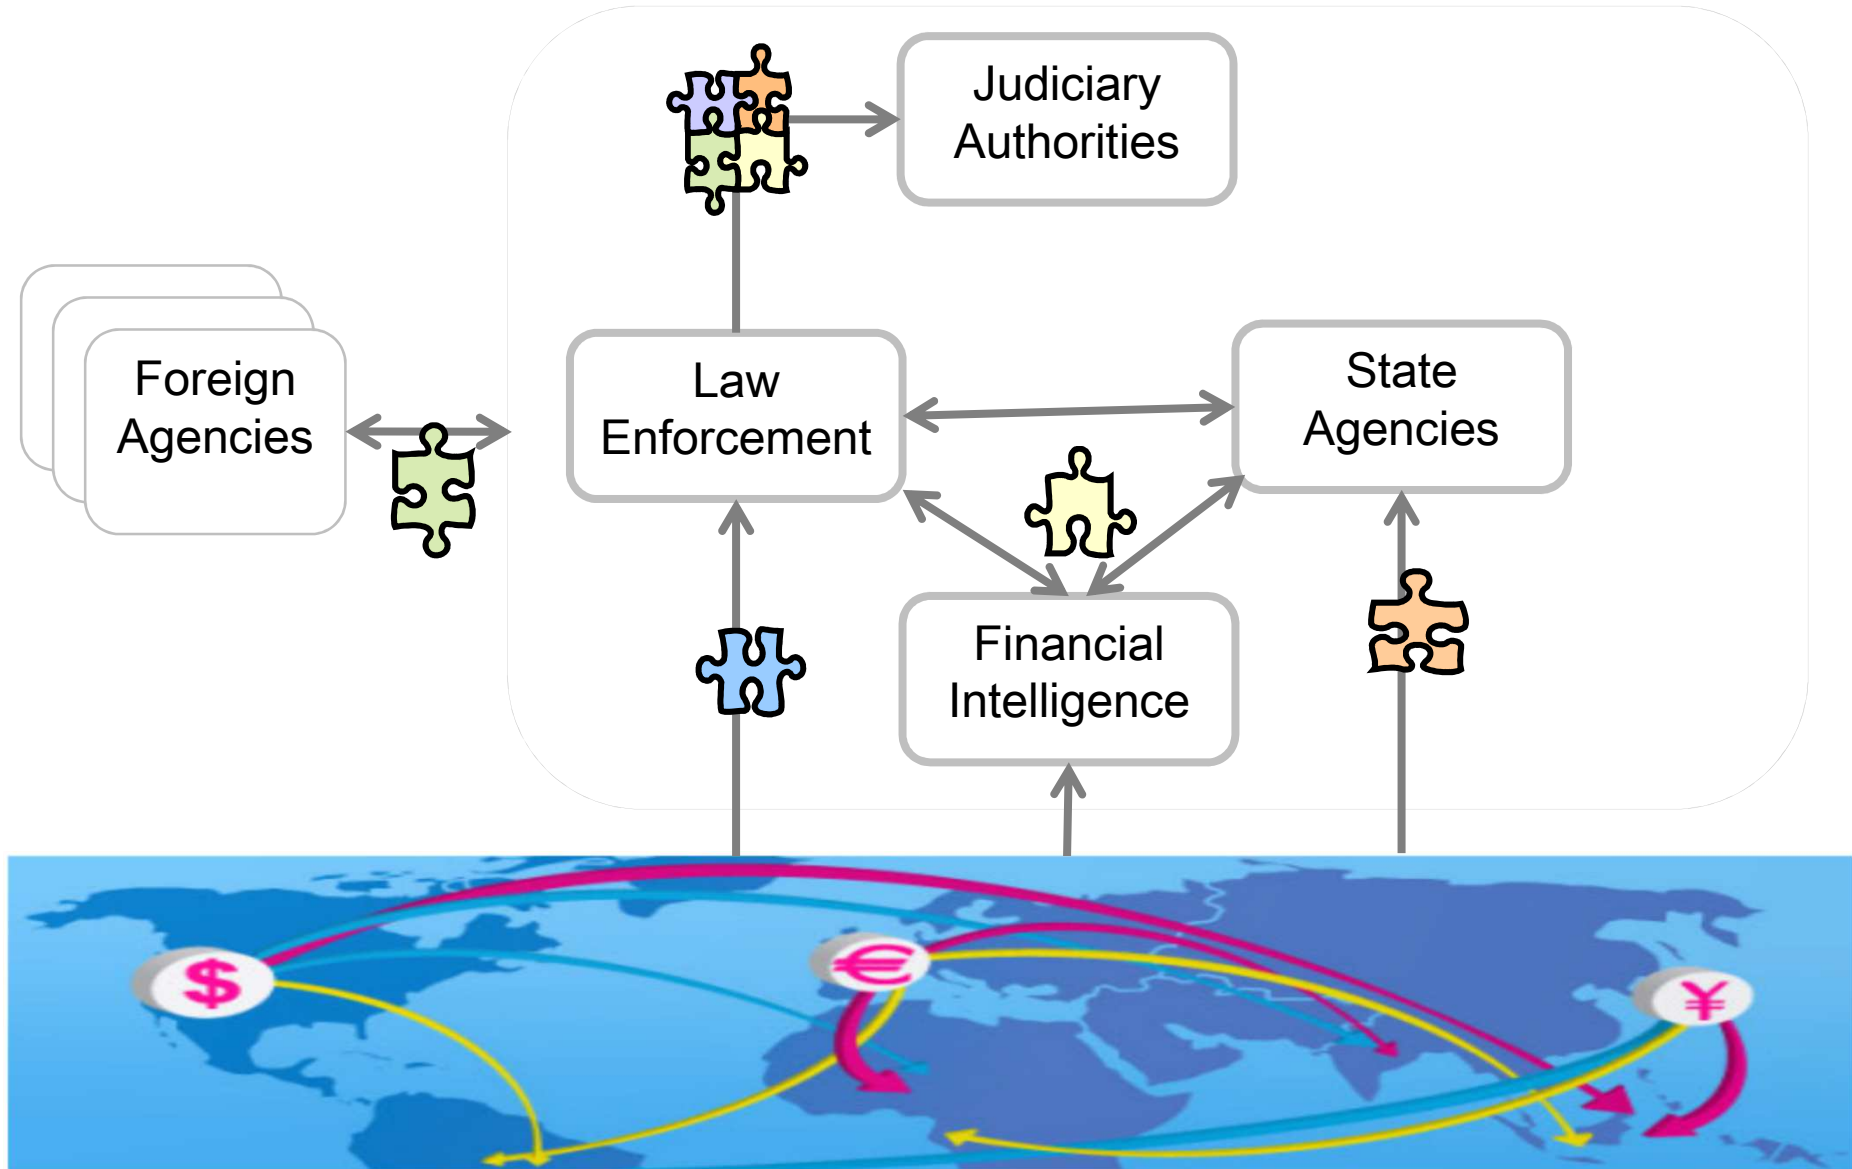 Judiciary
Authorities
Foreign
Agencies
Law
Enforcement
State
Agencies
Financial
Intelligence
$
€
¥